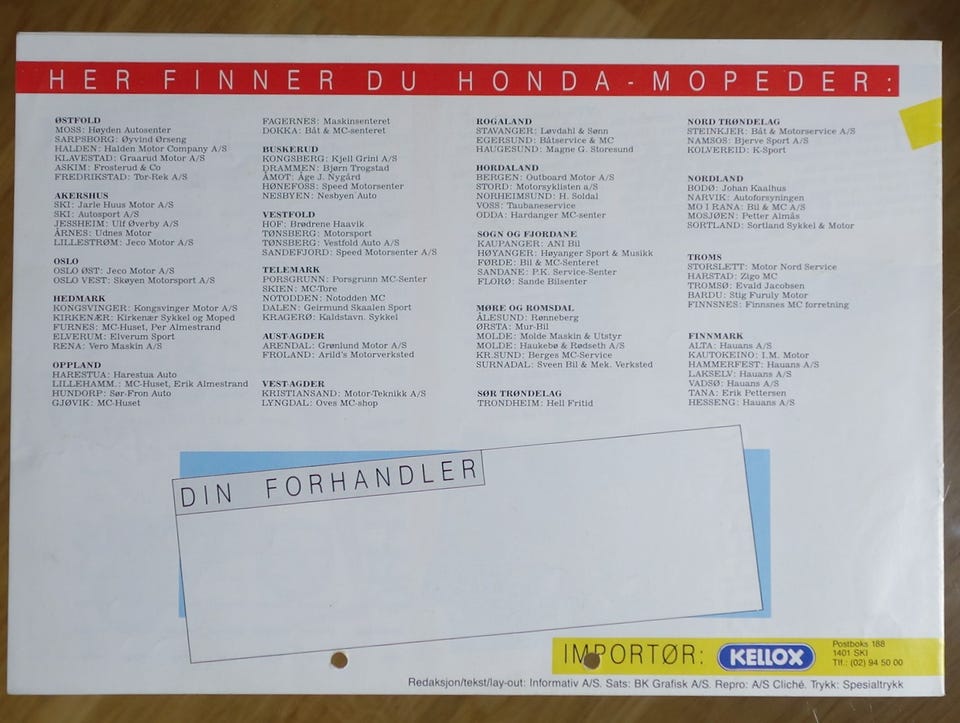 HER FINNER DU HONDA-MOPEDER:
ØSTFOLD
MOSS: Høyden Autosenter
SARPSBORG: Øyvind Ørseng
HALDEN: Halden Motor Company A/S
KLAVESTAD: Graarud Motor A/S
ASKIM: Frosterud & Co
FREDRIKSTAD: Tor-Rek A/S
AKERSHUS
SKI: Jarle Huus Motor A/S
SKI: Autosport A/S
JESSHEIM: Ulf Øverby A/S
ÅRNES: Udnes Motor
LILLESTRØM: Jeco Motor A/S
OSLO
OSLO ØST: Jeco Motor A/S
OSLO VEST: Skøyen Motorsport A/S
HEDMARK
KONGSVINGER: Kongsvinger Motor A/S
KIRKENÆR: Kirkenær Sykkel og Moped
FURNES: MC-Huset, Per Almestrand
ELVERUM: Elverum Sport
RENA: Vero Maskin A/S
OPPLAND
HARESTUA: Harestua Auto
LILLEHAMM.: MC-Huset, Erik Almestrand
HUNDORP: Sør-Fron Auto
GJØVIK: MC-Huset
FAGERNES: Maskinsenteret
DOKKA: Båt & MC-senteret
BUSKERUD
KONGSBERG: Kjell Grini A/S
DRAMMEN: Bjørn Trogstad
ÅMOT: Åge J. Nygård
HØNEFOSS: Speed Motorsenter
NESBYEN: Nesbyen Auto
VESTFOLD
HOF: Brødrene Haavik
TØNSBERG: Motorsport
TØNSBERG: Vestfold Auto A/S
SANDEFJORD: Speed Motorsenter A/S
TELEMARK
PORSGRUNN: Porsgrunn MC-Senter
SKIEN: MC-Tore
NOTODDEN: Notodden MC
DALEN: Geirmund Skaalen Sport
KRAGERØ: Kaldstavn. Sykkel
AUST-AGDER
ARENDAL: Grønlund Motor A/S
FROLAND: Arild's Motorverksted
VEST-AGDER
KRISTIANSAND: Motor-Teknikk A/S
LYNGDAL: Oves MC-shop
ROGALAND
STAVANGER: Løvdahl & Sønn
EGERSUND: Båtservice & MC
HAUGESUND: Magne G. Storesund
HORDALAND
BERGEN: Outboard Motor A/S
STORD: Motorsyklisten a/S
NORHEIMSUND: H. Soldal
VOSS: Taubaneservice
ODDA: Hardanger MC-senter
SOGN OG FJORDANE
KAUPANGER: ANI Bil
HØYANGER: Høyanger Sport & Musikk
FØRDE: Bil & MC-Senteret
SANDANE: P.K. Service-Senter
FLORØ: Sande Bilsenter
MØRE OG ROMSDAL
ÅLESUND: Rønneberg
ØRSTA: Mur-Bil
MOLDE: Molde Maskin & Utstyr
MOLDE: Haukebø & Rødseth A/S
KR.SUND: Berges MC-Service
SURNADAL: Sveen Bil & Mek. Verksted
SØR TRØNDELAG
TRONDHEIM: Hell Fritid
NORD TRØNDELAG
STEINKJER: Båt & Motorservice A/S
NAMSOS: Bjerve Sport A/S
KOLVEREID: K-Sport
NORDLAND
BODØ: Johan Kaalhus
NARVIK: Autoforsyningen
MO I RANA: Bil & MC A/S
MOSJØEN: Petter Almås
SORTLAND: Sortland Sykkel & Motor
TROMS
STORSLETT: Motor Nord Service
HARSTAD: Zigo MC
TROMSØ: Evald Jacobsen
BARDU: Stig Furuly Motor
FINNSNES: Finnsnes MC forretning
FINNMARK
ALTA: Hauans A/S
KAUTOKEINO: I.M. Motor
HAMMERFEST: Hauans A/S
LAKSELV: Hauans A/S
VADSØ: Hauans A/S
TANA: Erik Pettersen
HESSENG: Hauans A/S
DIN FORHANDLER
IMPORTØR: KELLOX
Postboks 188
1401 SKI
Tlf.: (02) 94 50 00
Redaksjon/tekst/lay-out: Informativ A/S. Sats: BK Grafisk A/S. Repro: A/S Cliché. Trykk: Spesialtrykk